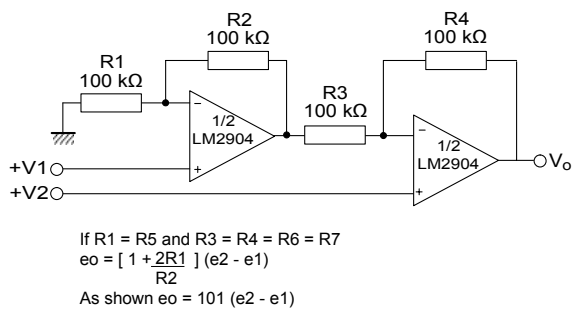 R2
100 kΩ
R4
100 kΩ
R1
100 kΩ
R3
100 kΩ
1/2
LM2904
1/2
LM2904
−
+
−
+
+V1
+V2
Vo
If R1 = R5 and R3 = R4 = R6 = R7
eo = [ 1 + 2R1 ] (e2 - e1)
R2
As shown eo = 101 (e2 - e1)